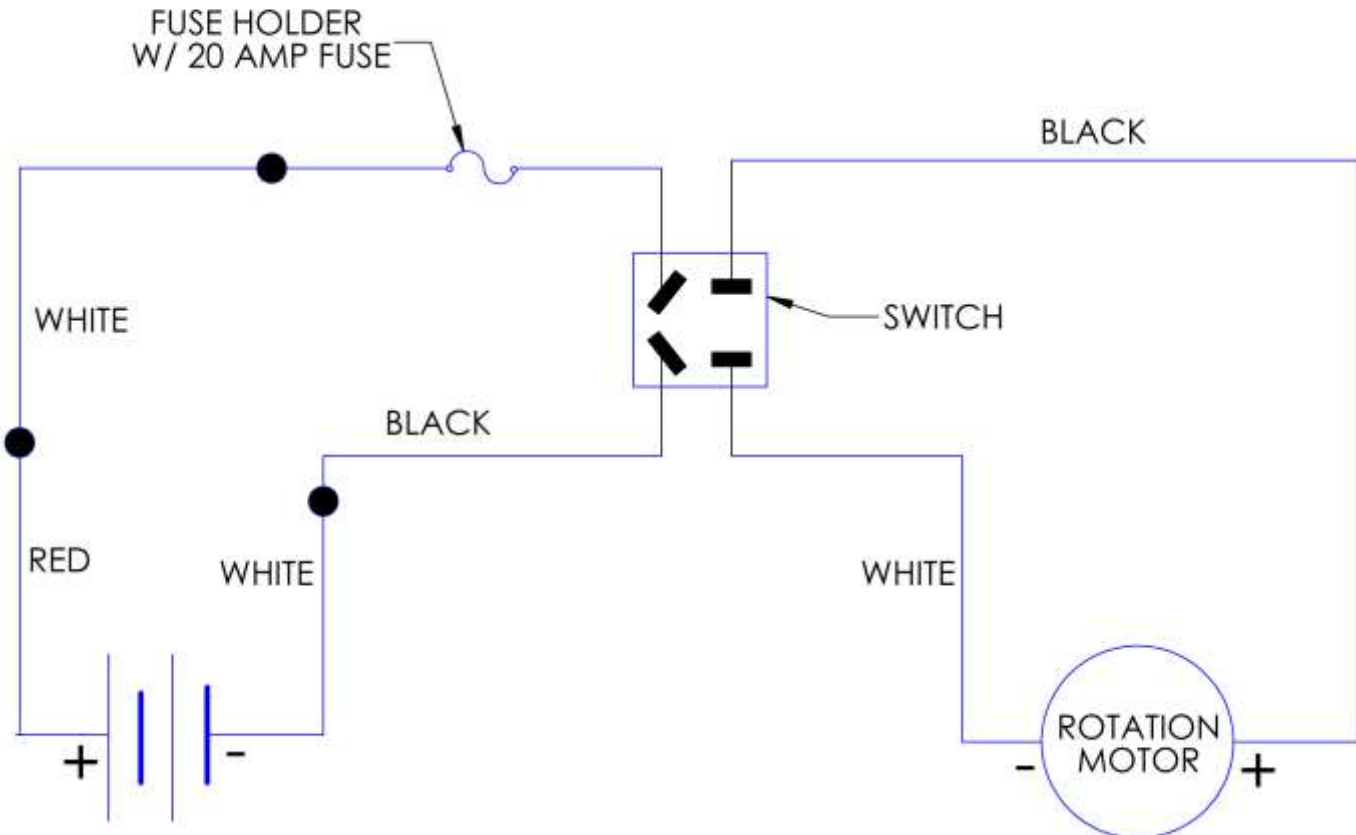 FUSE HOLDER
W/ 20 AMP FUSE
BLACK
WHITE
SWITCH
BLACK
RED
WHITE
WHITE
ROTATION
MOTOR
+
-
-
+